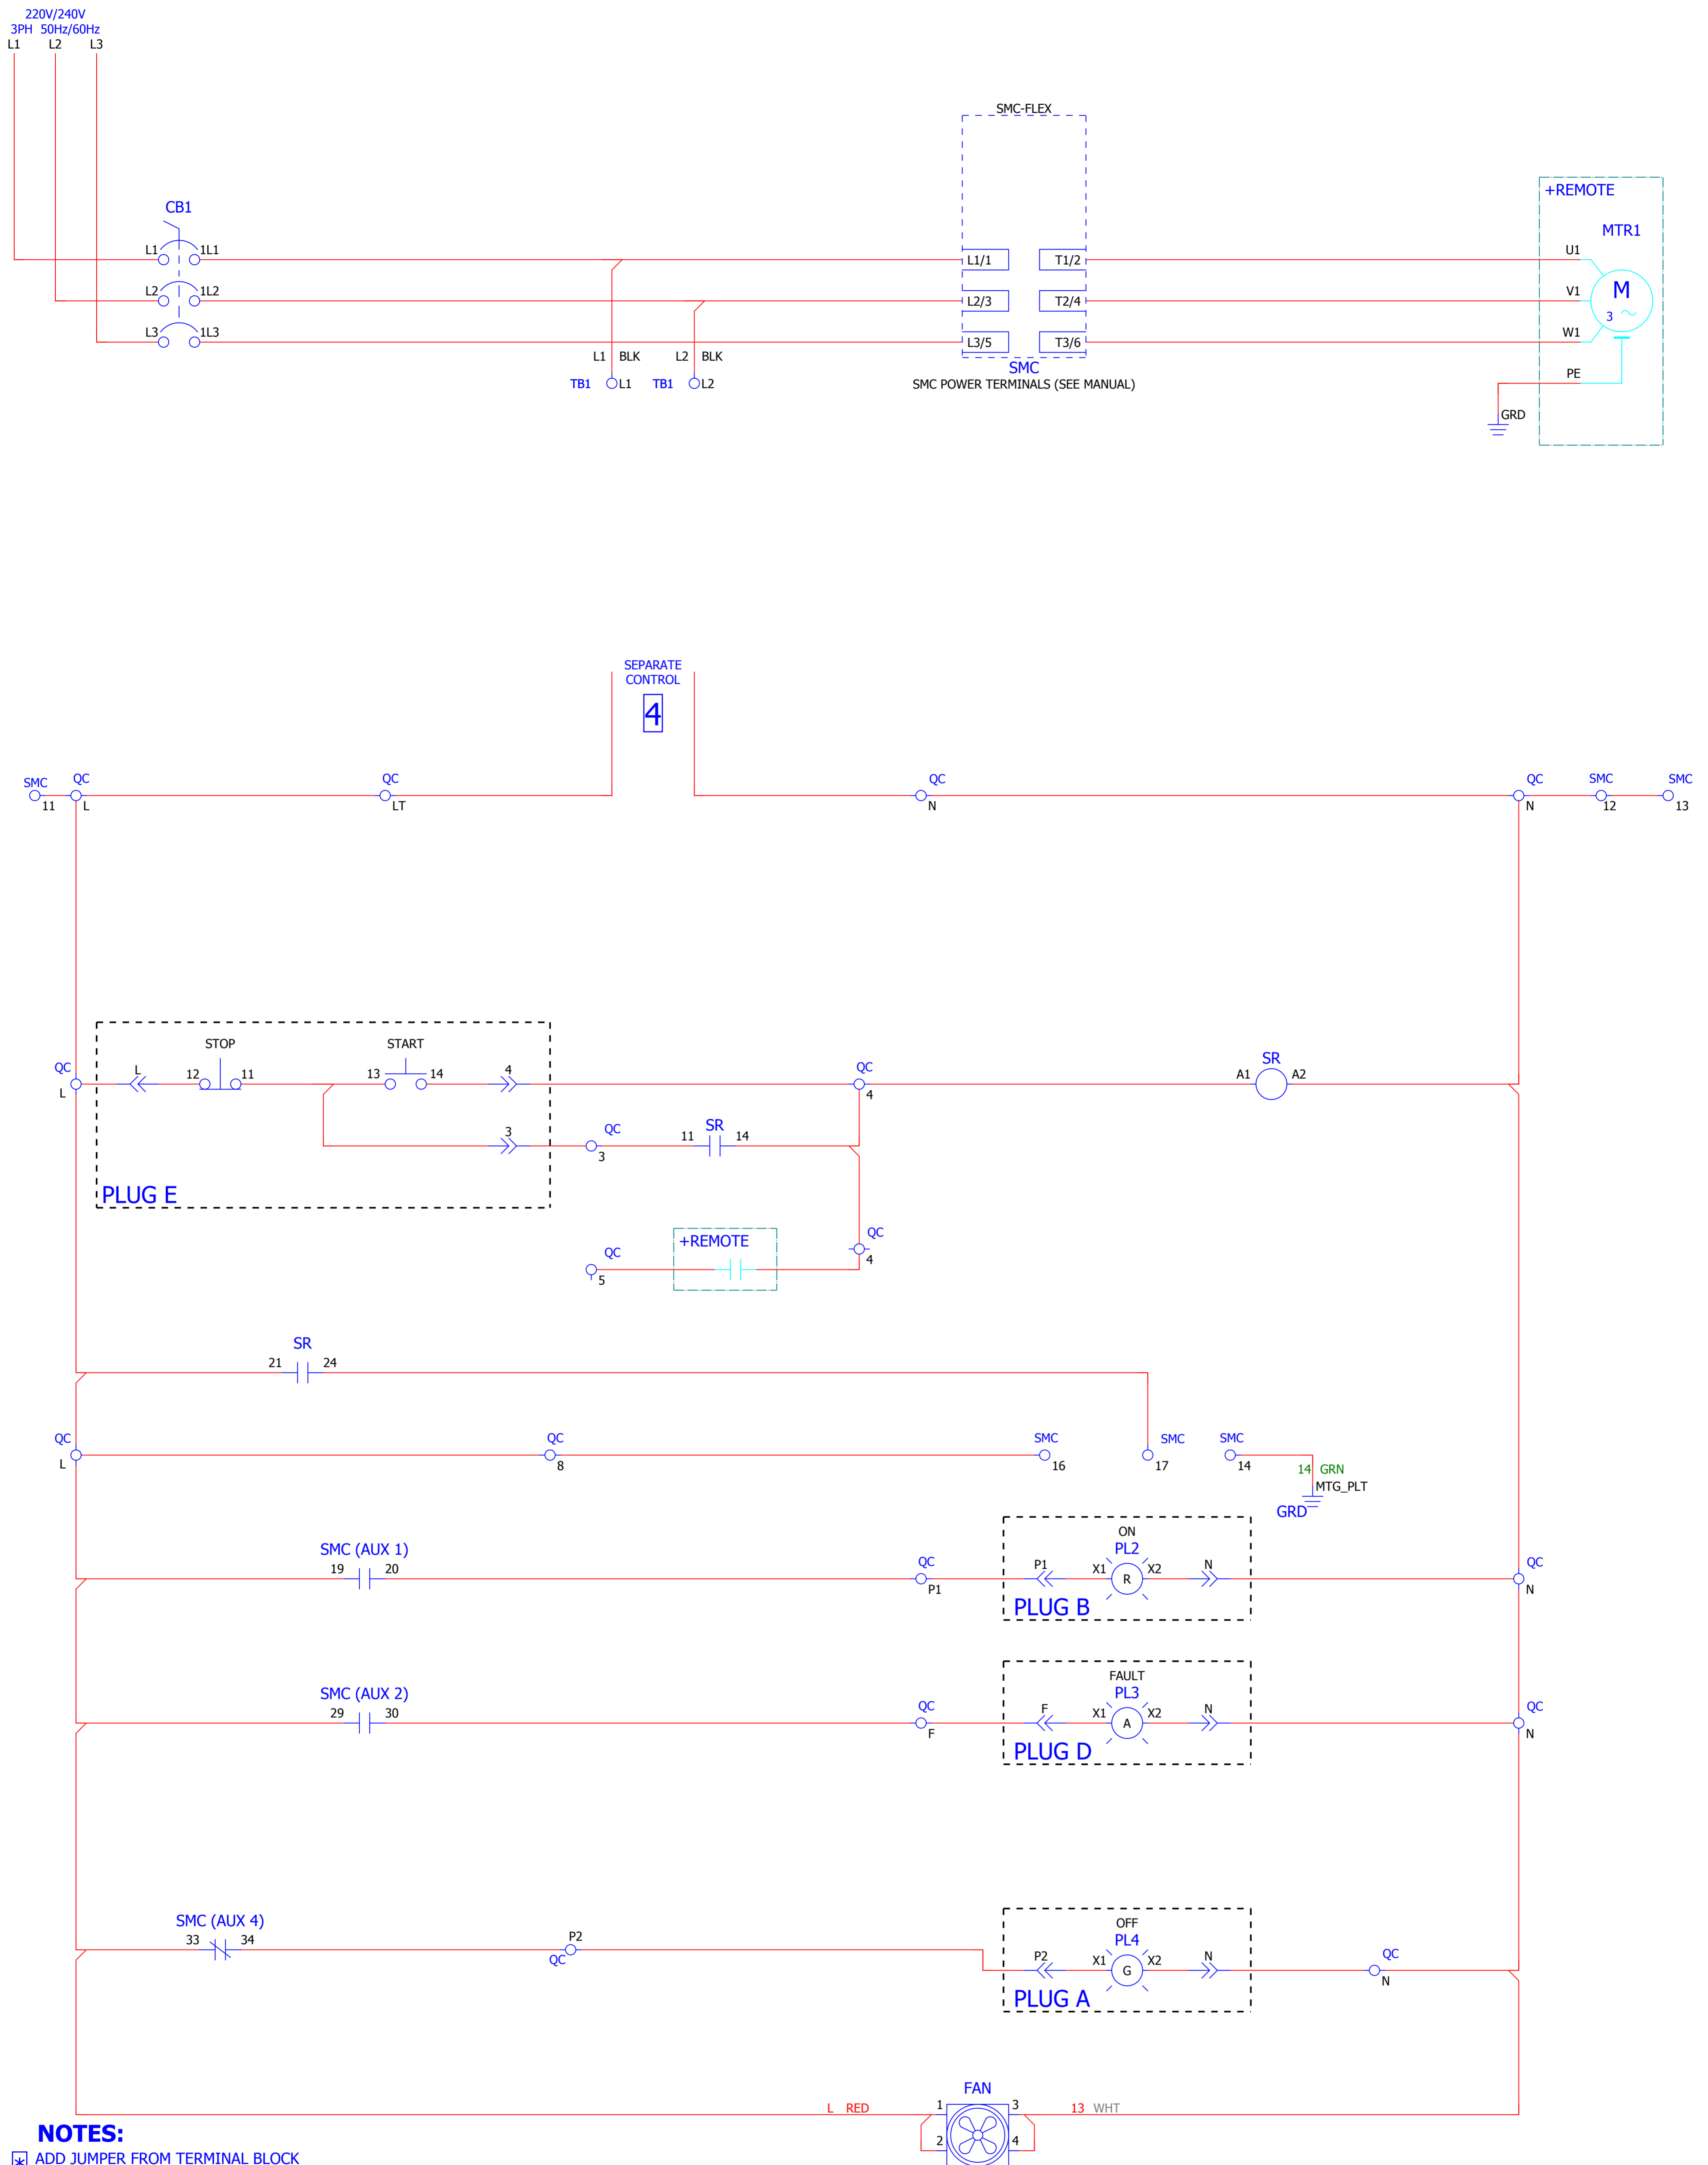 220V/240V
3PH 50Hz/60Hz
L1 L2 L3
SMC-FLEX
+REMOTE
CB1
MTR1
L1 1L1
L1/1 T1/2
U1
L2 1L2
L2/3 T2/4
V1
M
3
L3 1L3
L3/5 T3/6
W1
L1 BLK L2 BLK
SMC
PE
TB1 L1 TB1 L2
SMC POWER TERMINALS (SEE MANUAL)
GRD
SEPARATE
CONTROL
4
SMC QC QC QC QC SMC SMC
11 L LT N N 12 13
STOP START
QC L 12 11 13 14 4 QC SR
A1 A2
L 4
3 QC 11 SR 14
3
PLUG E
+REMOTE
QC QC
5 4
SR
21 24
QC QC SMC SMC SMC
L 8 16 17 14
14 GRN
MTG_PLT
GRD
ON
SMC (AUX 1) PL2
19 20 QC P1 X1 R X2 N QC
P1 N
PLUG B
FAULT
SMC (AUX 2) PL3
29 30 QC F X1 A X2 N QC
F N
PLUG D
OFF
SMC (AUX 4) PL4
33 34 P2
QC
P2 X1 G X2 N QC
N
PLUG A
FAN
L RED 1 3 13 WHT
2 4
NOTES:
* ADD JUMPER FROM TERMINAL BLOCK